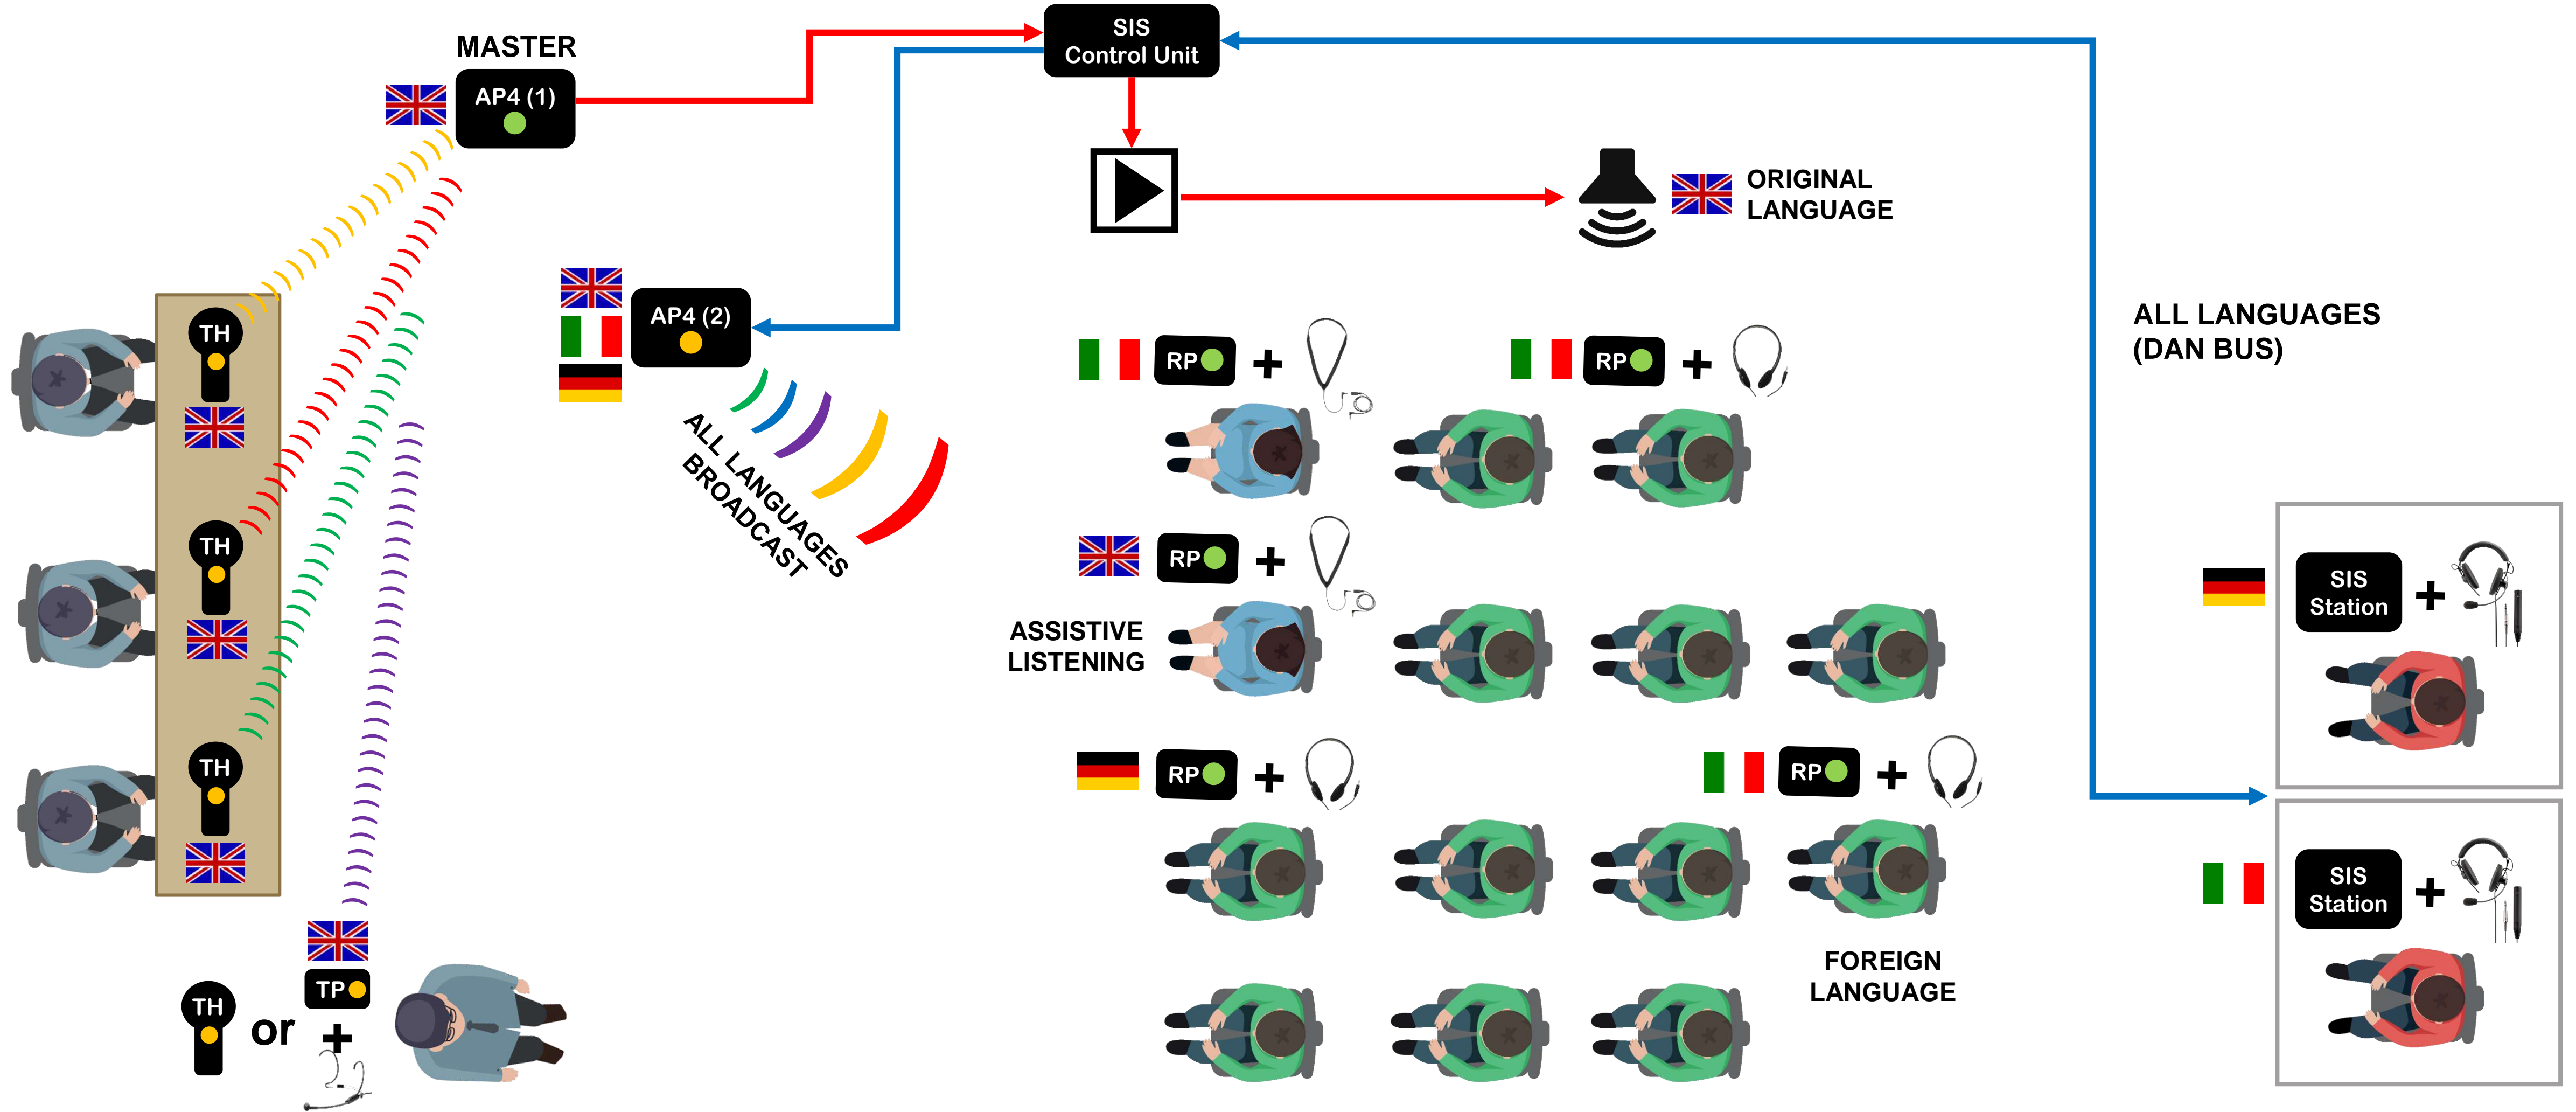 MASTER
AP4 (1)
SIS
Control Unit
ORIGINAL
LANGUAGE
AP4 (2)
ALL LANGUAGES
BROADCAST
ALL LANGUAGES
(DAN BUS)
TH
TH
TH
RP
+
RP
+
RP
+
ASSISTIVE
LISTENING
RP
+
RP
+
FOREIGN
LANGUAGE
SIS
Station
+
SIS
Station
+
TH
or
TP
+